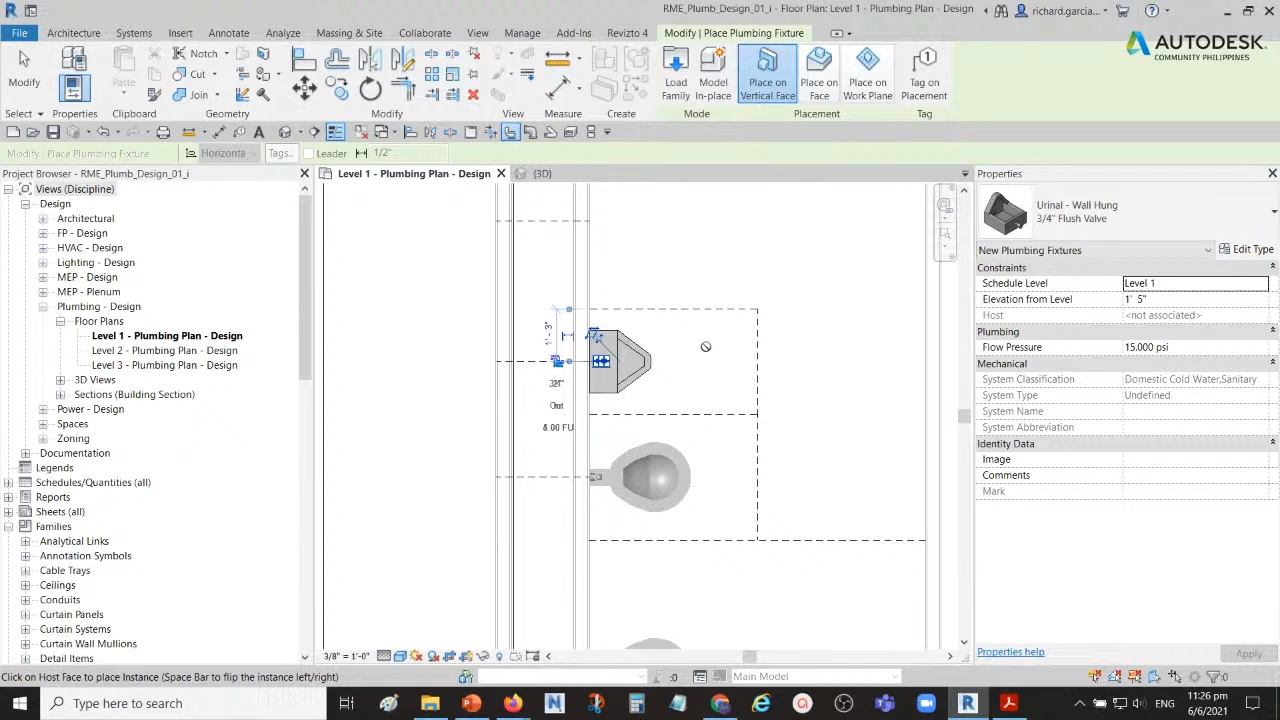 RME_Plumb_Design_01_i - Floor Plan: Level 1 - Plumbing Plan - Design
richard.garcia...
File
Architecture
Systems
Insert
Annotate
Analyze
Massing & Site
Collaborate
View
Manage
Add-Ins
Revizto 4
Modify | Place Plumbing Fixture
AUTODESK.
COMMUNITY PHILIPPINES
Modify
Paste
Notch
Cut
Join
Load Family
Model In-place
Place on Vertical Face
Place on Face
Place on Work Plane
Tag on Placement
Select
Properties
Clipboard
Geometry
Modify
View
Measure
Create
Mode
Placement
Tag
Modify | Place Plumbing Fixture
Horizonta
Tags...
Leader
1/2"
Project Browser - RME_Plumb_Design_01_i
Views (Discipline)
Design
Architectural
FP - Design
HVAC - Design
Lighting - Design
MEP - Design
MEP - Plenum
Plumbing - Design
Floor Plans
Level 1 - Plumbing Plan - Design
Level 2 - Plumbing Plan - Design
Level 3 - Plumbing Plan - Design
3D Views
Sections (Building Section)
Power - Design
Spaces
Zoning
Documentation
Legends
Schedules/Quantities (all)
Reports
Sheets (all)
Families
Analytical Links
Annotation Symbols
Cable Trays
Ceilings
Conduits
Curtain Panels
Curtain Systems
Curtain Wall Mullions
Detail Items
Level 1 - Plumbing Plan - Design
{3D}
1' 3"
3/8" = 1'-0"
Properties
Urinal - Wall Hung
3/4" Flush Valve
New Plumbing Fixtures
Edit Type
Constraints
Schedule Level Level 1
Elevation from Level 1' 5"
Host <not associated>
Plumbing
Flow Pressure 15.000 psi
Mechanical
System Classification Domestic Cold Water,Sanitary
System Type Undefined
System Name
System Abbreviation
Identity Data
Image
Comments
Mark
Properties help
Apply
Click on Host Face to place Instance (Space Bar to flip the instance left/right)
:0
Main Model
:0
Type here to search
ENG
11:26 pm
6/6/2021